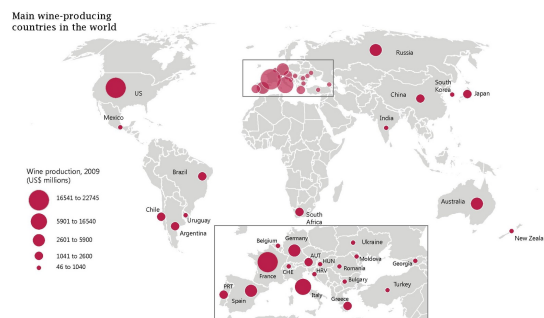 Main wine-producing
countries in the world
Russia
US
South
Korea
Japan
China
Mexico
India
Brazil
Wine production, 2009
(US$ millions)
16541 to 22745
5901 to 16540
2601 to 5900
1041 to 2600
46 to 1040
Chile
Uruguay
Argentina
South
Africa
Australia
New Zeala
Belgium
Germany
Ukraine
AUT
HUN
Moldova
France
CHE
HRV
Romania
Georgia
Bulgary
PRT
Spain
Italy
Turkey
Greece